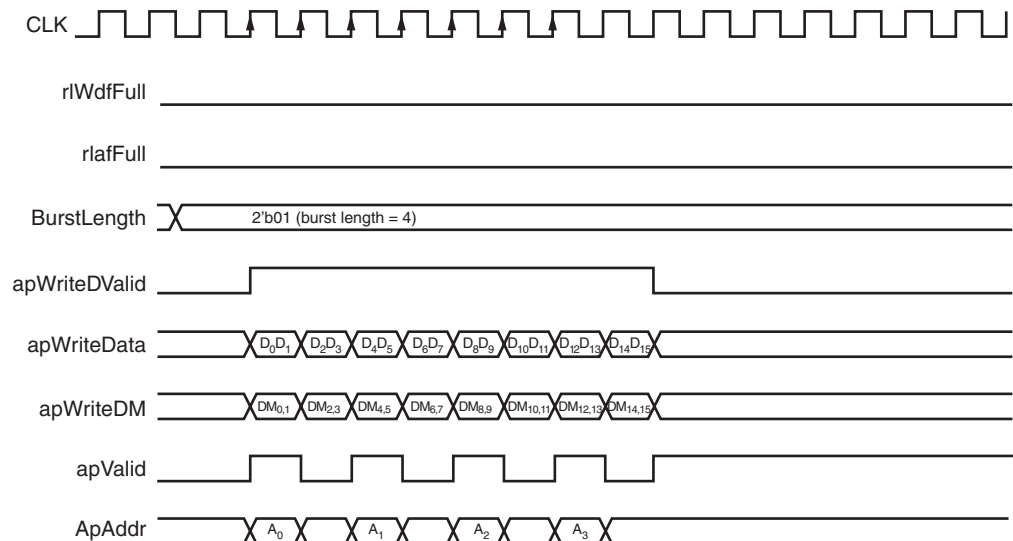 CLK
rlWdfFull
rlafFull
BurstLength 2'b01 (burst length = 4)
apWriteDValid
apWriteData D0D1 D2D3 D4D5 D6D7 D8D9 D10D11 D12D13 D14D15
apWriteDM DM0,1 DM2,3 DM4,5 DM6,7 DM8,9 DM10,11 DM12,13 DM14,15
apValid
ApAddr A0 A1 A2 A3